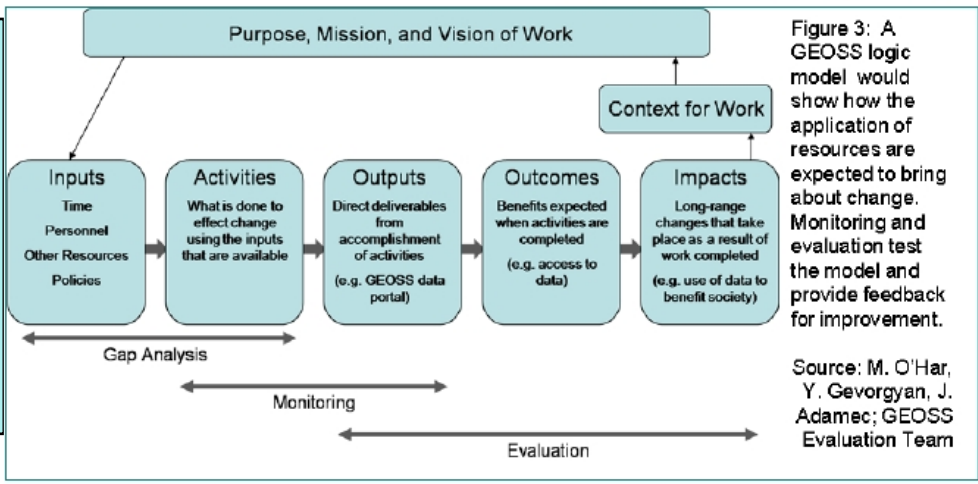 Purpose, Mission, and Vision of Work
Context for Work
Inputs
Time
Personnel
Other Resources
Policies
Activities
What is done to
effect change
using the inputs
that are available
Outputs
Direct deliverables
from
accomplishment
of activities
(e.g. GEOSS data
portal)
Outcomes
Benefits expected
when activities are
completed
(e.g. access to
data)
Impacts
Long-range
changes that take
place as a result of
work completed
(e.g. use of data to
benefit society)
Gap Analysis
Monitoring
Evaluation
Figure 3: A
GEOSS logic
model would
show how the
application of
resources are
expected to bring
about change.
Monitoring and
evaluation test
the model and
provide feedback
for improvement.
Source: M. O'Har,
Y. Gevorgyan, J.
Adamec; GEOSS
Evaluation Team